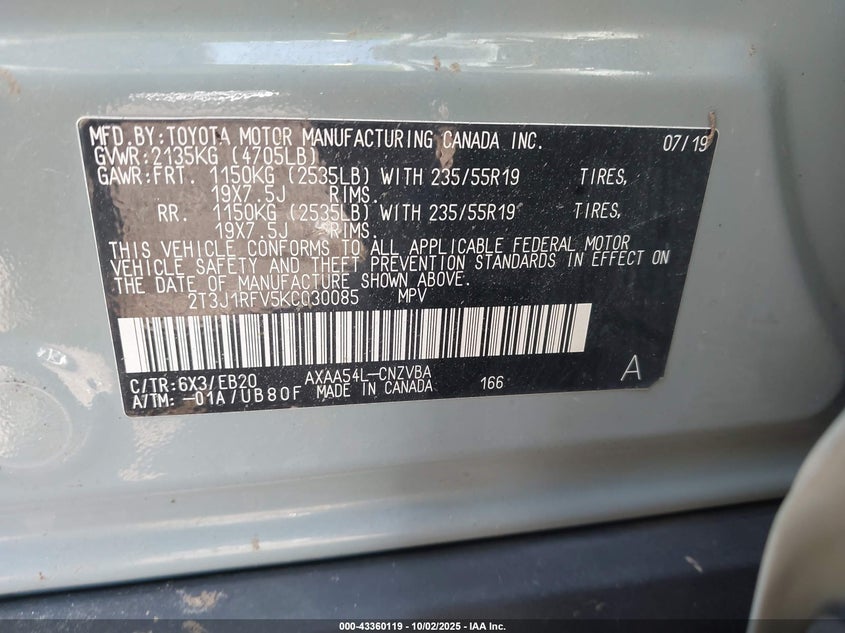 MFD.BY:TOYOTA MOTOR MANUFACTURING CANADA INC. 07/19
GVWR:2135KG (4705LB)
GAWR:FRT. 1150KG (2535LB) WITH 235/55R19 TIRES,
19X7.5J RIMS.
RR. 1150KG (2535LB) WITH 235/55R19 TIRES,
19X7.5J RIMS.
THIS VEHICLE CONFORMS TO ALL APPLICABLE FEDERAL MOTOR
VEHICLE SAFETY AND THEFT PREVENTION STANDARDS IN EFFECT ON
THE DATE OF MANUFACTURE SHOWN ABOVE.
2T3J1RFV5KC030085 MPV
C/TR:6X3/EB20 AXAA54L-CNZVBA
A/TM: -01A/UB80F MADE IN CANADA 166 A
000-43360119 - 10/02/2025 - IAA Inc.